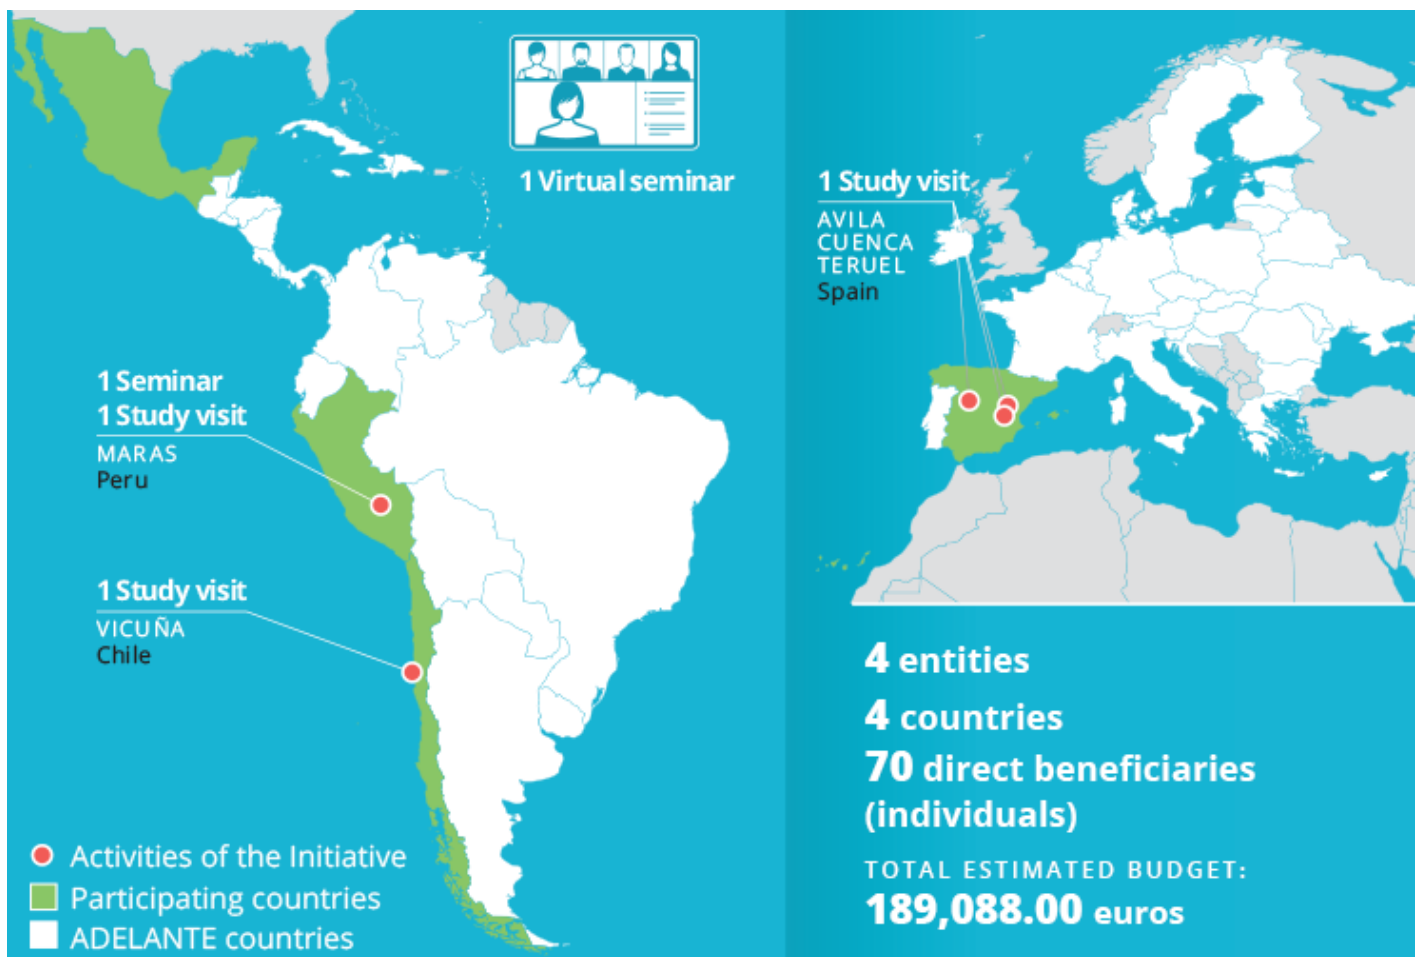 1 Virtual seminar
1 Seminar
1 Study visit
MARAS
Peru
1 Study visit
VICUÑA
Chile
Activities of the Initiative
Participating countries
ADELANTE countries
1 Study visit
AVILA
CUENCA
TERUEL
Spain
4 entities
4 countries
70 direct beneficiaries
(individuals)
TOTAL ESTIMATED BUDGET:
189,088.00 euros